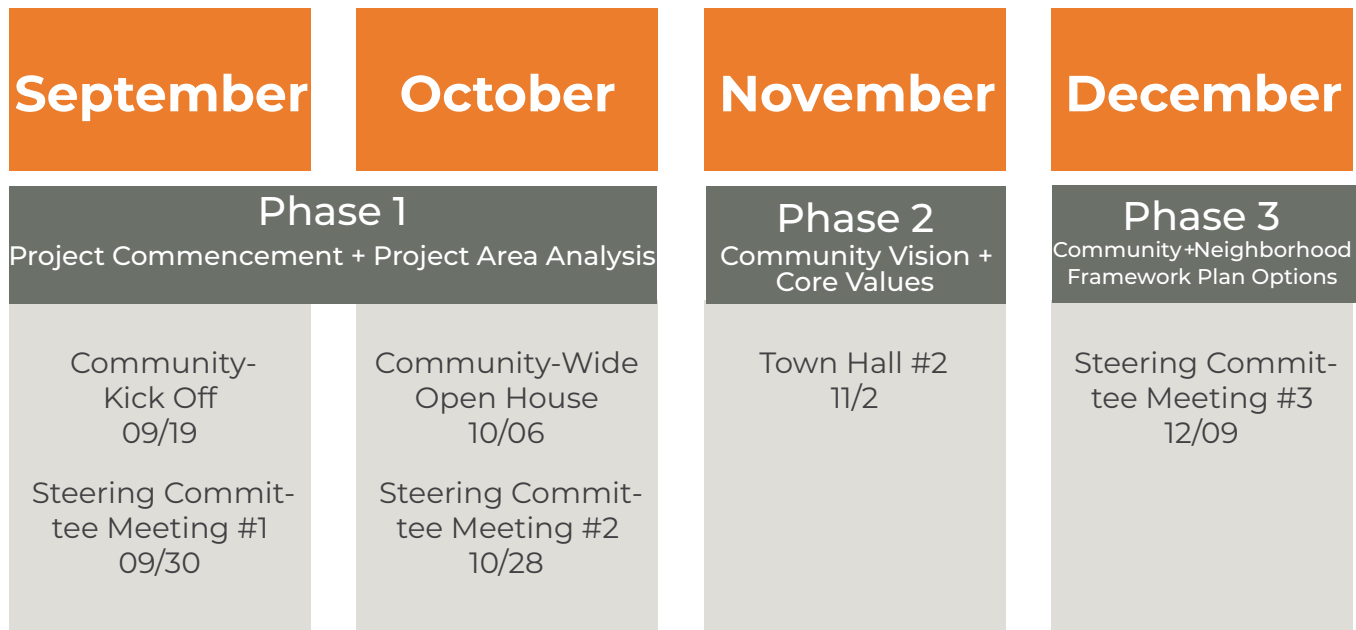 September
October
November
December
Phase 1
Project Commencement + Project Area Analysis
Phase 2
Community Vision +
Core Values
Phase 3
Community+Neighborhood
Framework Plan Options
Community-
Kick Off
09/19
Steering Commit-
tee Meeting #1
09/30
Community-Wide
Open House
10/06
Steering Commit-
tee Meeting #2
10/28
Town Hall #2
11/2
Steering Commit-
tee Meeting #3
12/09